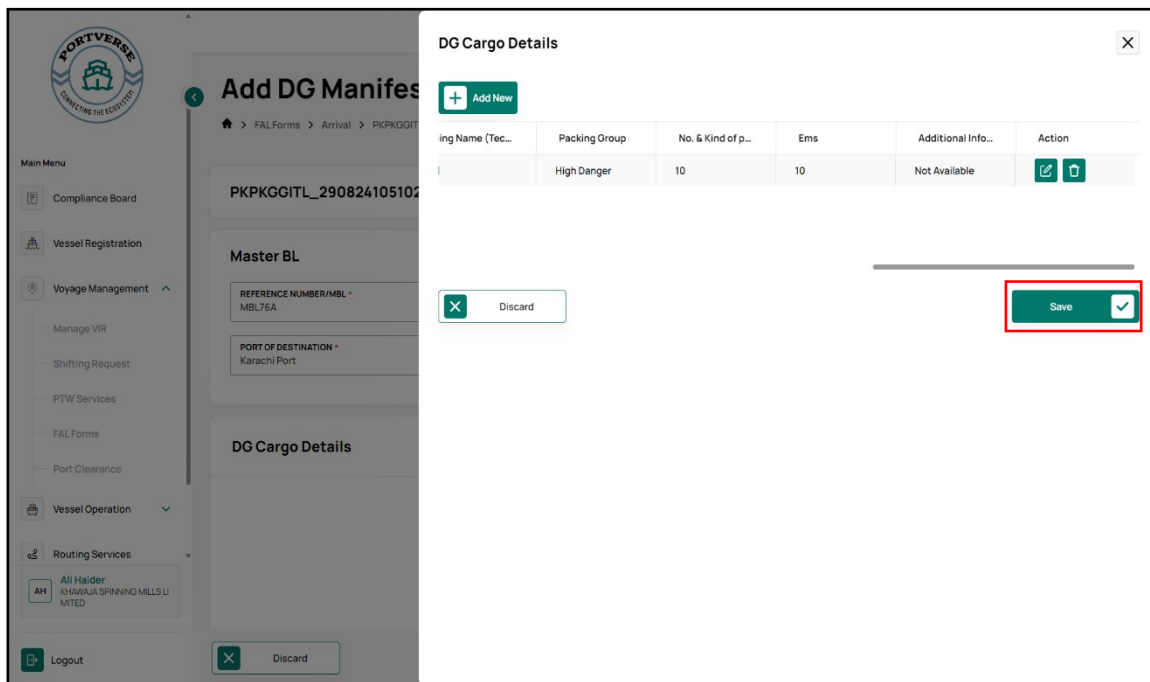 PORTVERSE
CONNECTING THE ECOSYSTEM
Main Menu
Compliance Board
Vessel Registration
Voyage Management
Manage VIR
Shifting Request
PTW Services
FAL Forms
Port Clearance
Vessel Operation
Routing Services
AH
Ali Haider
KHAWAJA SPINNING MILLS LI
MITED
Logout
Add DG Manifes
> FAL Forms > Arrival > PKPKGGIT
PKPKGGITL_290824105102
Master BL
REFERENCE NUMBER/MBL *
MBL76A
PORT OF DESTINATION *
Karachi Port
DG Cargo Details
Discard
DG Cargo Details
Add New
ing Name (Tec... Packing Group No. & Kind of p... Ems Additional Info... Action
High Danger 10 10 Not Available
Discard
Save